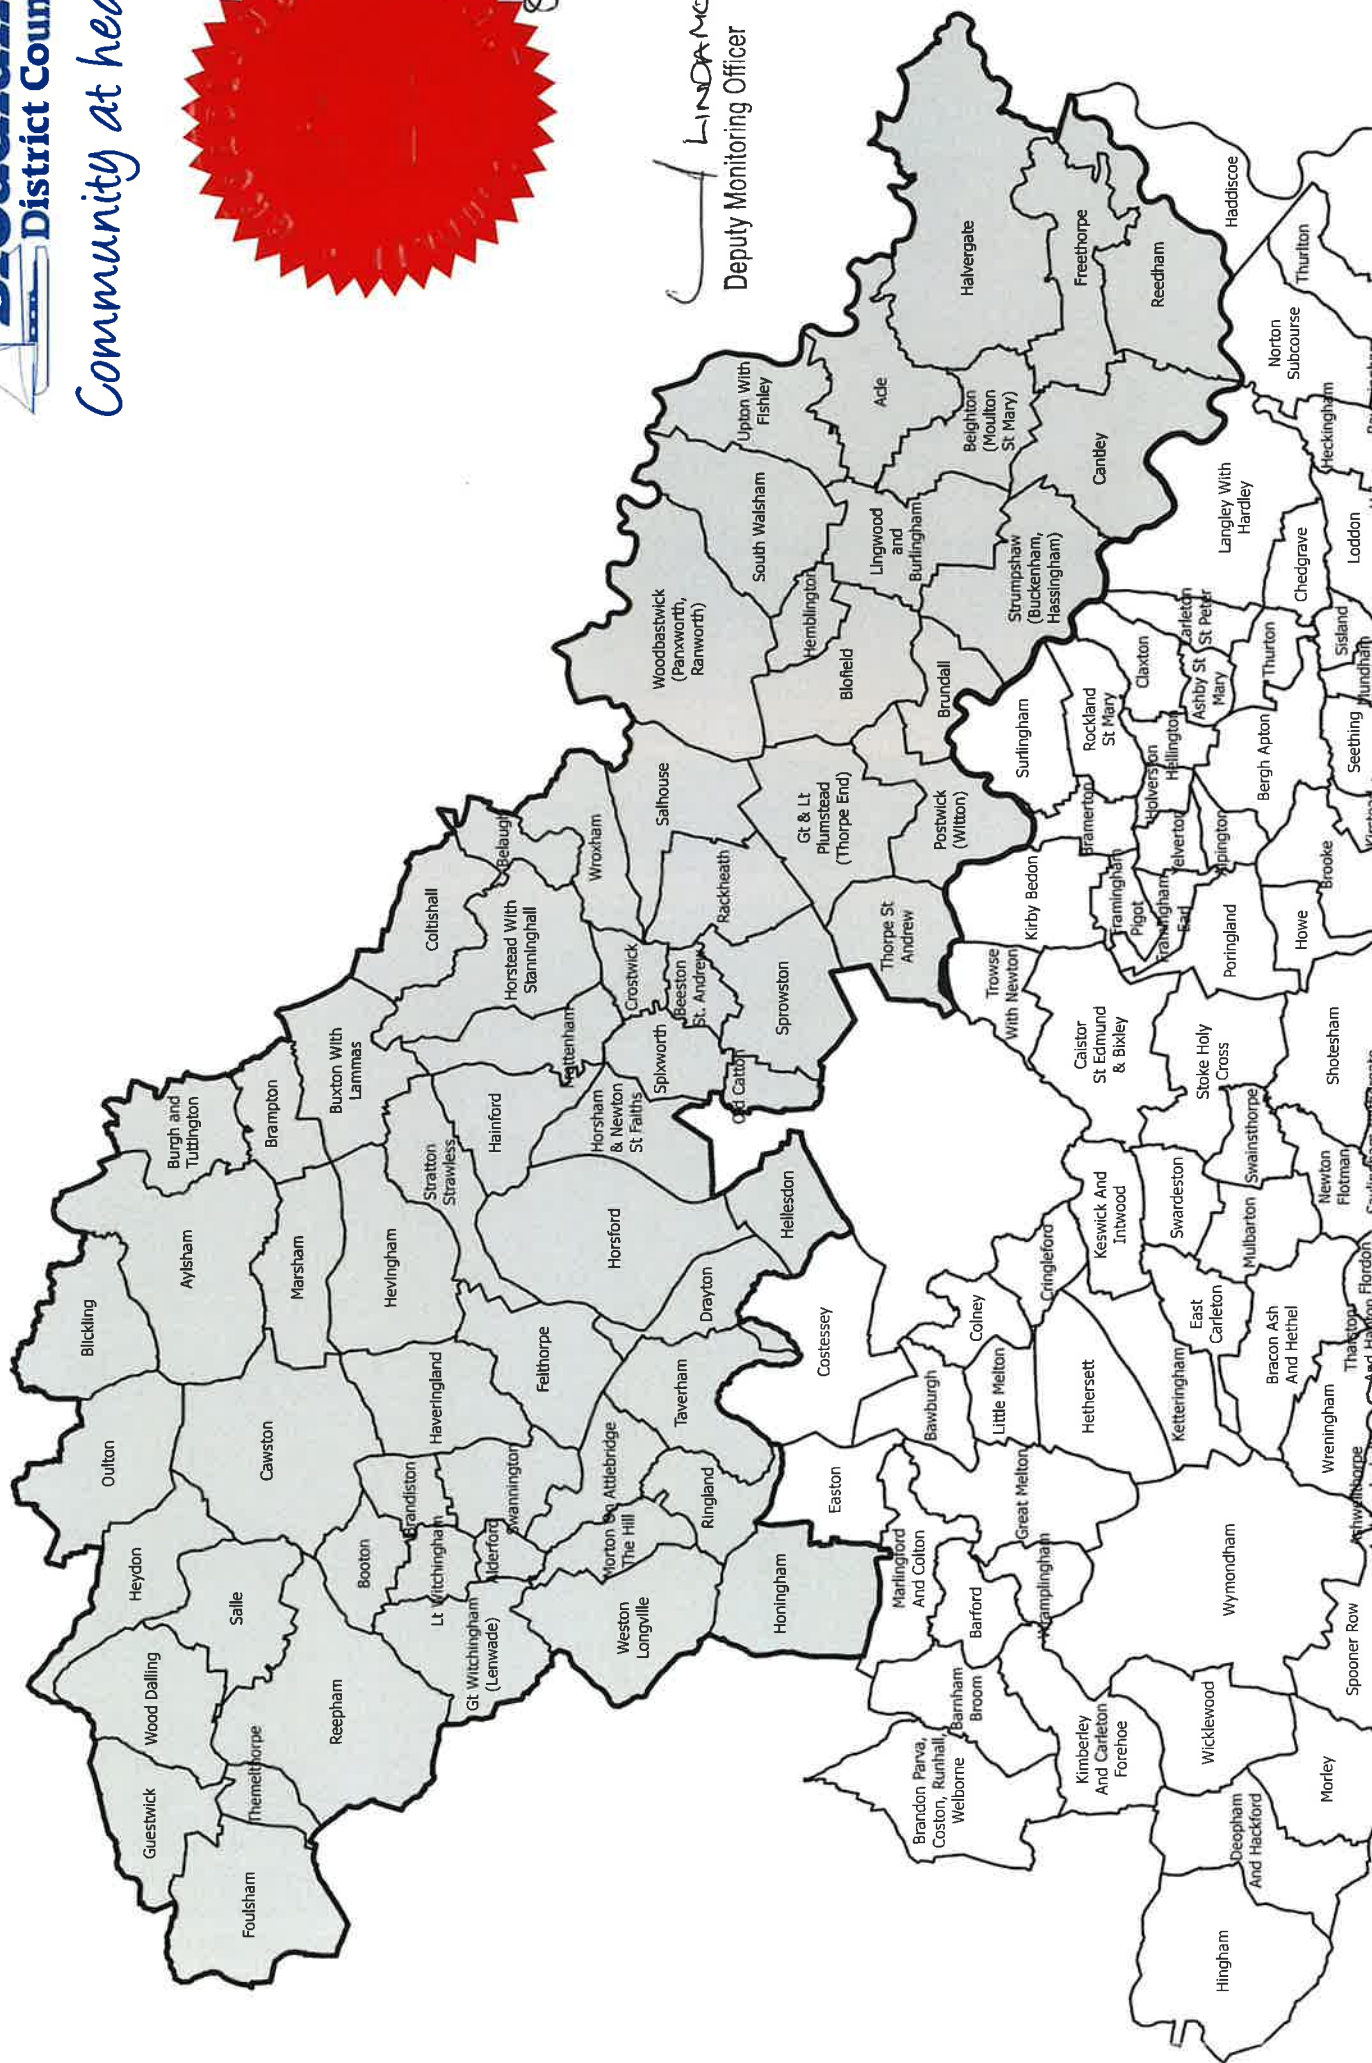 District Coun
Community at hea
LINDA MO
Deputy Monitoring Officer
Foulsham
Guestwick
Themelthorpe
Wood Dalling
Reepham
Salle
Heydon
Oulton
Blickling
Cawston
Booton
Brandiston
Lt Witchingham
Gt Witchingham
(Lenwade)
Alderford
Swannington
Haveringland
Aylsham
Marsham
Hevingham
Burgh and
Tuttington
Brampton
Buxton With
Lammas
Stratton
Strawless
Hainford
Felthorpe
Horsford
Horsham
& Newton
St Faiths
Frettenham
Coltishall
Belaugh
Horstead With
Stanninghall
Wroxham
Crostwick
Spixworth
Beeston
St. Andrew
Rackheath
Salhouse
Old Catton
Sprowston
Hellesdon
Drayton
Taverham
Attlebridge
Morton On
The Hill
Ringland
Weston
Longville
Honingham
Thorpe St
Andrew
Gt & Lt
Plumstead
(Thorpe End)
Postwick
(Witton)
Woodbastwick
(Panxworth,
Ranworth)
Hemblington
Blofield
Brundall
South Walsham
Upton With
Fishley
Acle
Lingwood
and
Burlingham
Strumpshaw
(Buckenham,
Hassingham)
Beighton
(Moulton
St Mary)
Cantley
Halvergate
Freethorpe
Reedham
Haddiscoe
Thurlton
Norton
Subcourse
Heckingham
Langley With
Hardley
Chedgrave
Loddon
Carleton
St Peter
Claxton
Ashby St
Mary
Thurton
Sisland
Mundham
Surlingham
Rockland
St Mary
Hellington
Holverston
Bergh Apton
Seething
Bramerton
Yelverton
Alpington
Brooke
Kirby Bedon
Framingham
Pigot
Framingham
Earl
Poringland
Howe
Trowse
With Newton
Caistor
St Edmund
& Bixley
Stoke Holy
Cross
Shotesham
Swainsthorpe
Newton
Flotman
Keswick And
Intwood
Swardeston
Mulbarton
Cringleford
Colney
East
Carleton
Bracon Ash
And Hethel
Flordon
Costessey
Bawburgh
Little Melton
Hethersett
Ketteringham
Wreningham
Ashwellthorpe
Easton
Marlingford
And Colton
Great Melton
Wramplingham
Barford
Wymondham
Spooner Row
Barnham
Broom
Brandon Parva,
Coston, Runhall,
Welborne
Kimberley
And Carleton
Forehoe
Wicklewood
Morley
Deopham
And Hackford
Hingham